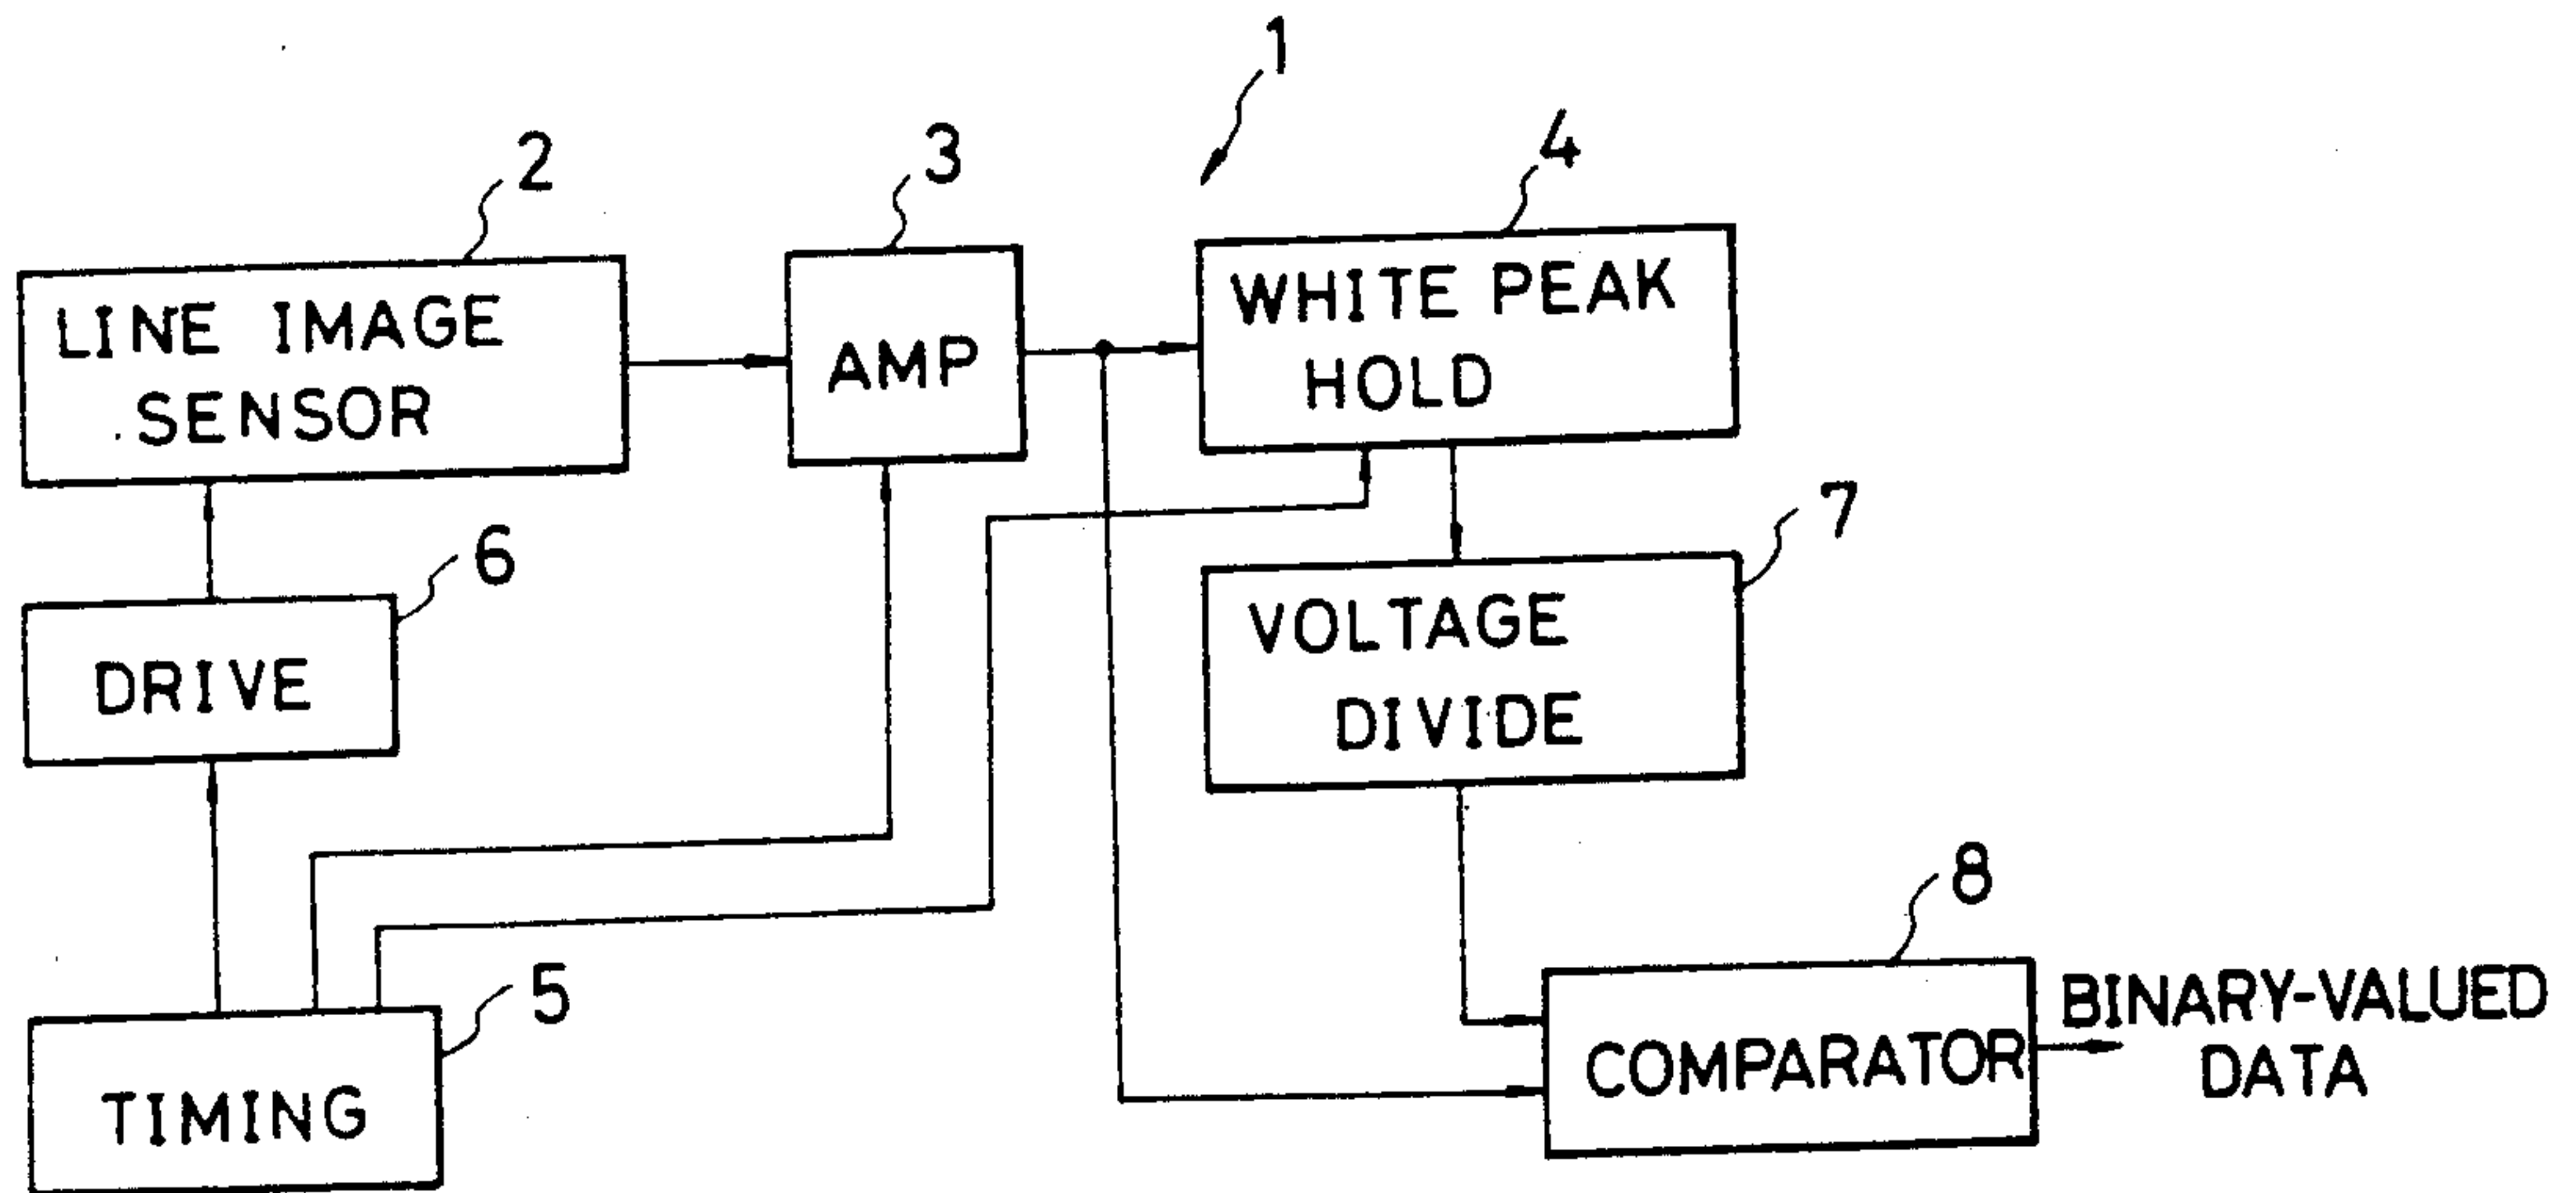 1
2
3
4
LINE IMAGE
SENSOR
AMP
WHITE PEAK
HOLD
6
7
DRIVE
VOLTAGE
DIVIDE
5
8
TIMING
COMPARATOR
BINARY-VALUED
DATA